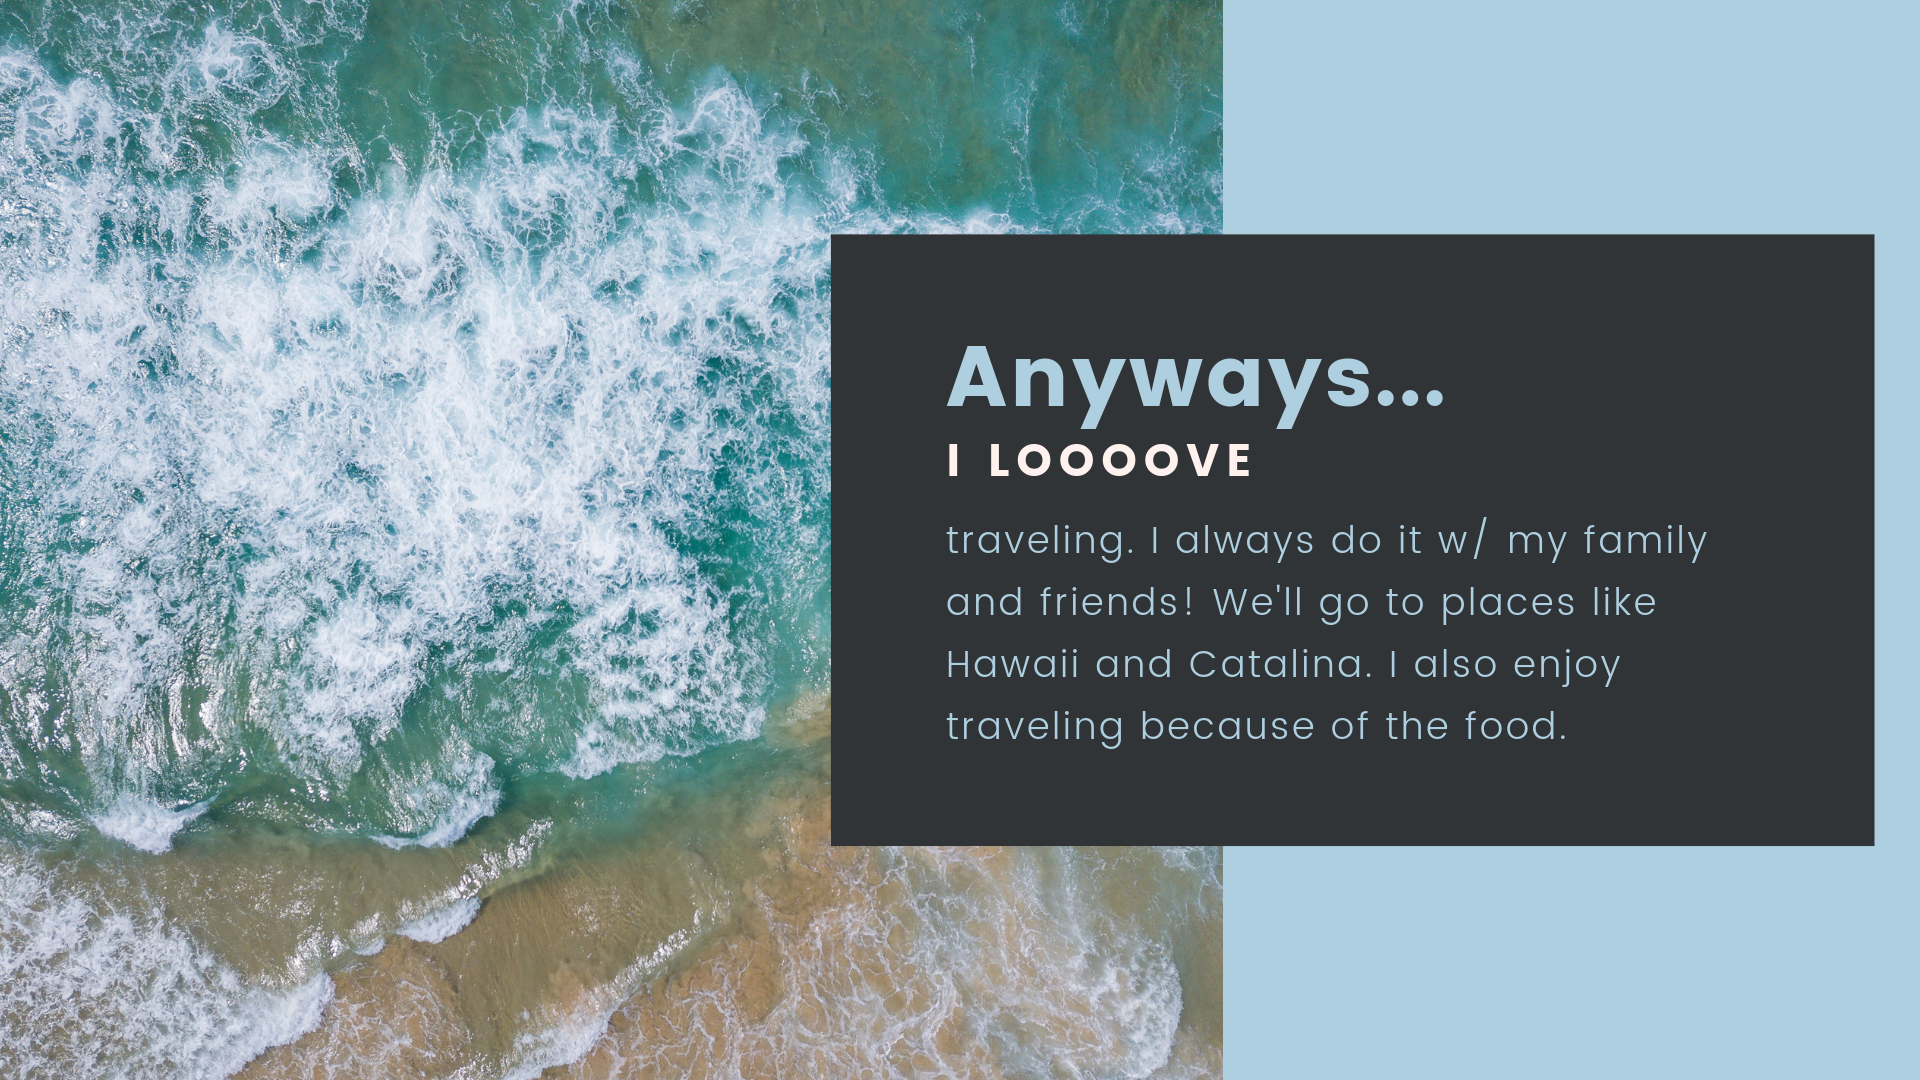 Anyways...
I LOOOOVE
traveling. I always do it w/ my family
and friends! We'll go to places like
Hawaii and Catalina. I also enjoy
traveling because of the food.